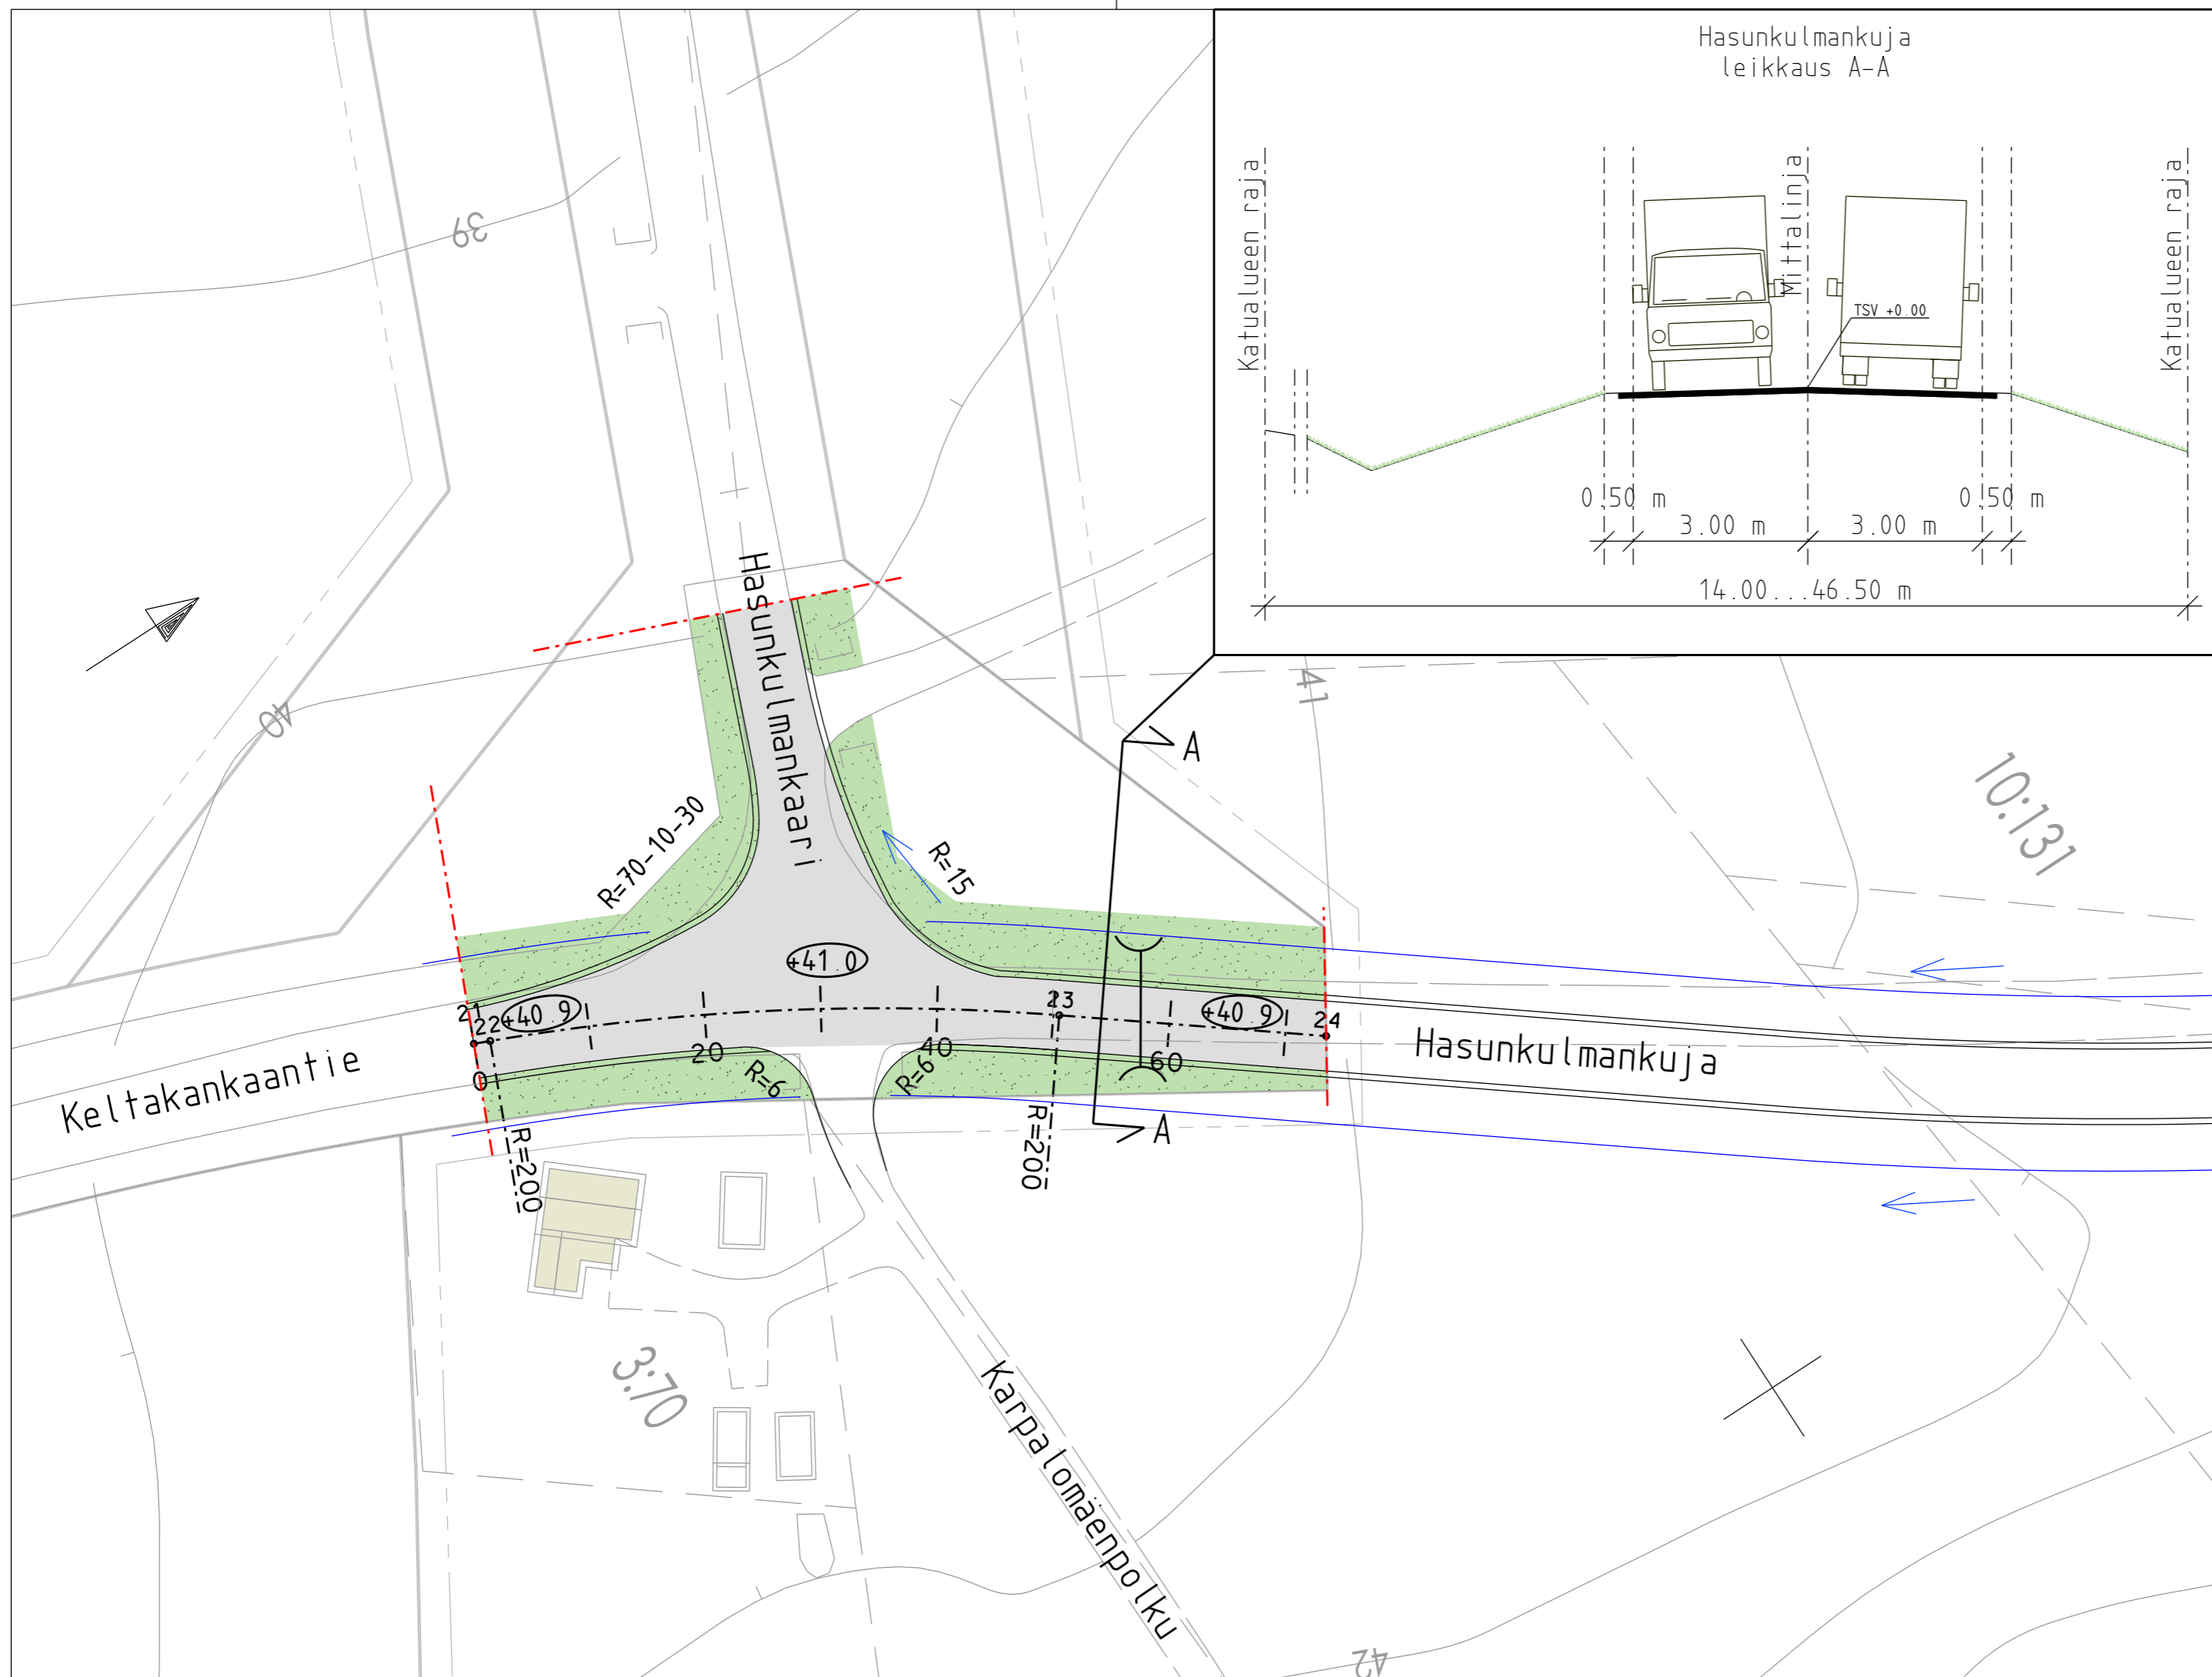 Hasunkulmankuja
leikkaus A-A
Katualueen raja
Mittalinja
Katualueen raja
TSV +0.00
0.50 m
0.50 m
3.00 m
3.00 m
14.00...46.50 m
39
40
41
42
10:131
3:70
Hasunkulmankaari
A
A
R=70-10-30
R=15
+41.0
+40.9
+40.9
21
22
23
24
0
20
40
60
R=6
R=6
R=200
R=200
Keltakankaantie
Hasunkulmankuja
Karpalomäenpolku